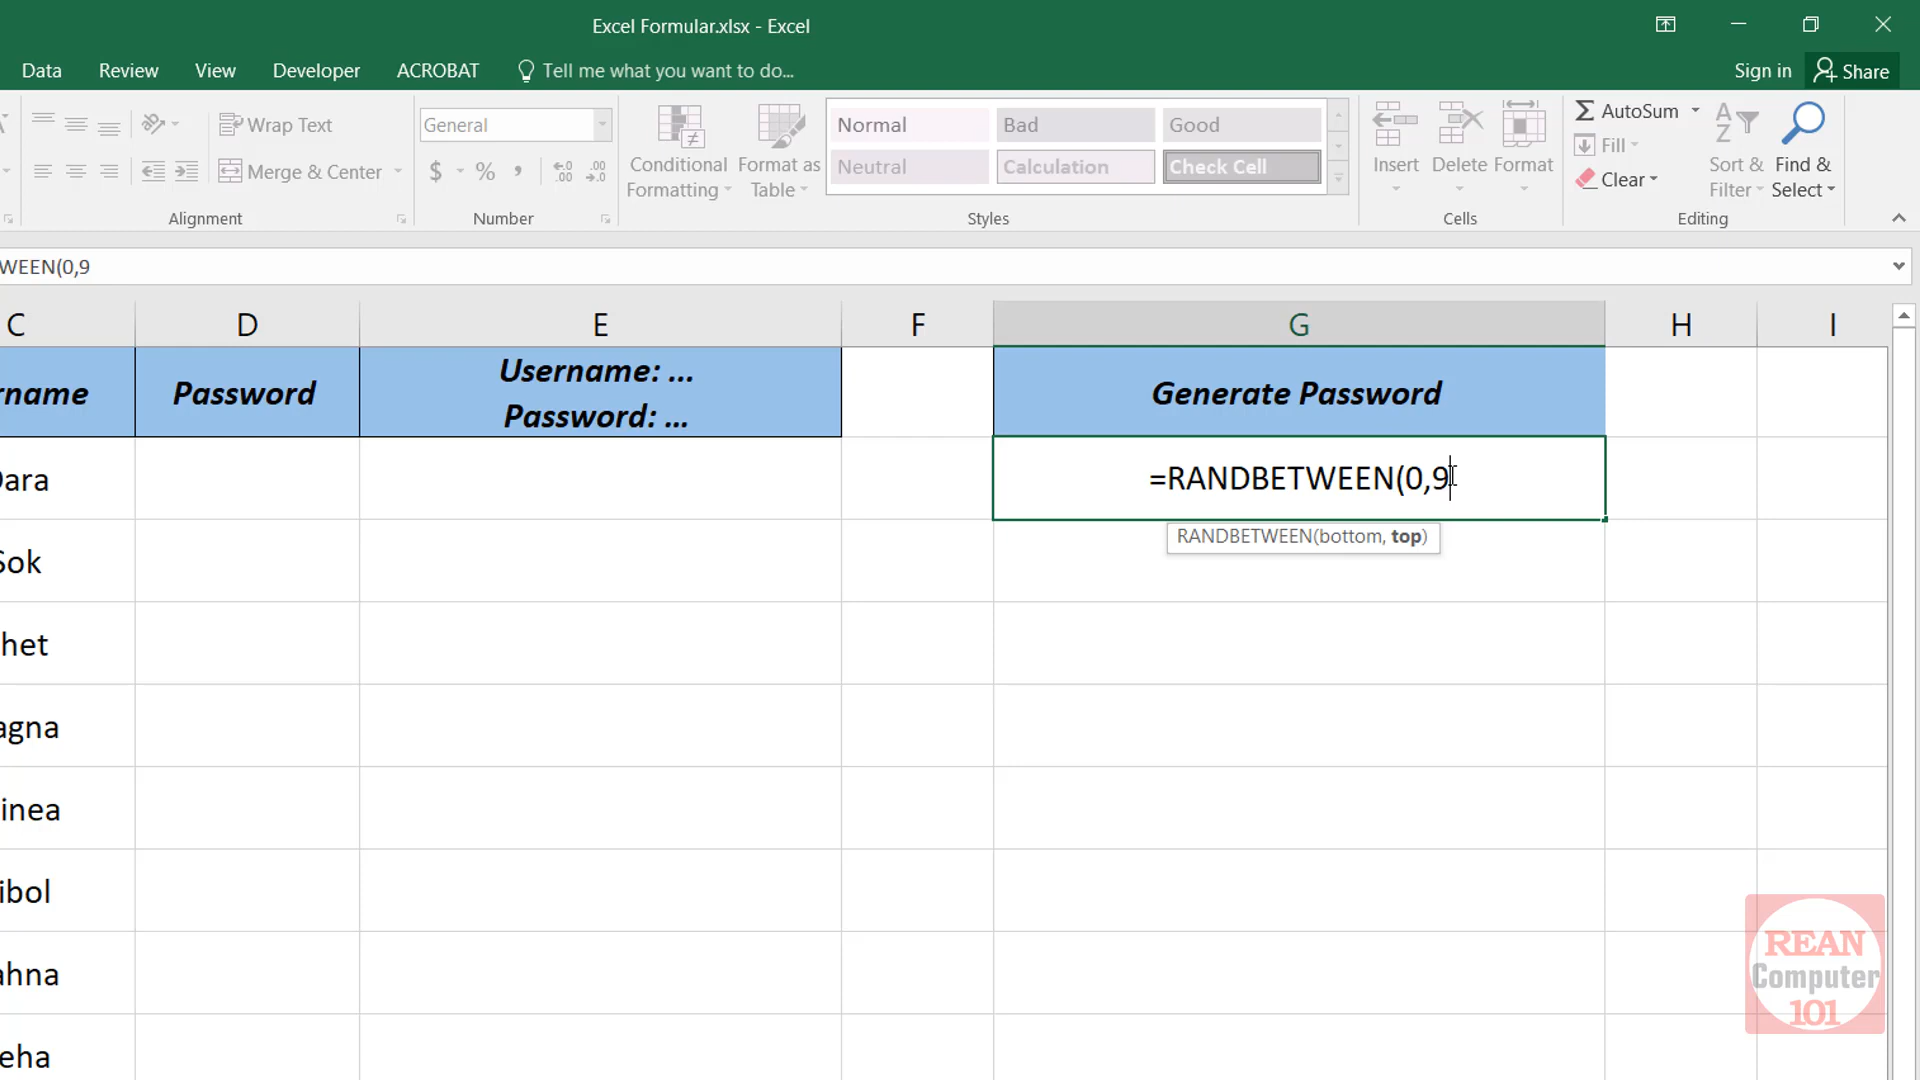 Excel Formular.xlsx - Excel
Data Review View Developer ACROBAT Tell me what you want to do... Sign in Share
Wrap Text
Merge & Center
Alignment
General
$ % ,
Number
Conditional Formatting
Format as Table
Normal Bad Good
Neutral Calculation Check Cell
Styles
Insert Delete Format
Cells
AutoSum
Fill
Clear
Sort & Filter
Find & Select
Editing
WEEN(0,9
C D E F G H I
rname
Password
Username: ...
Password: ...
Generate Password
Dara
=RANDBETWEEN(0,9
RANDBETWEEN(bottom, top)
Sok
het
agna
inea
ibol
ahna
eha
REAN
Computer
101